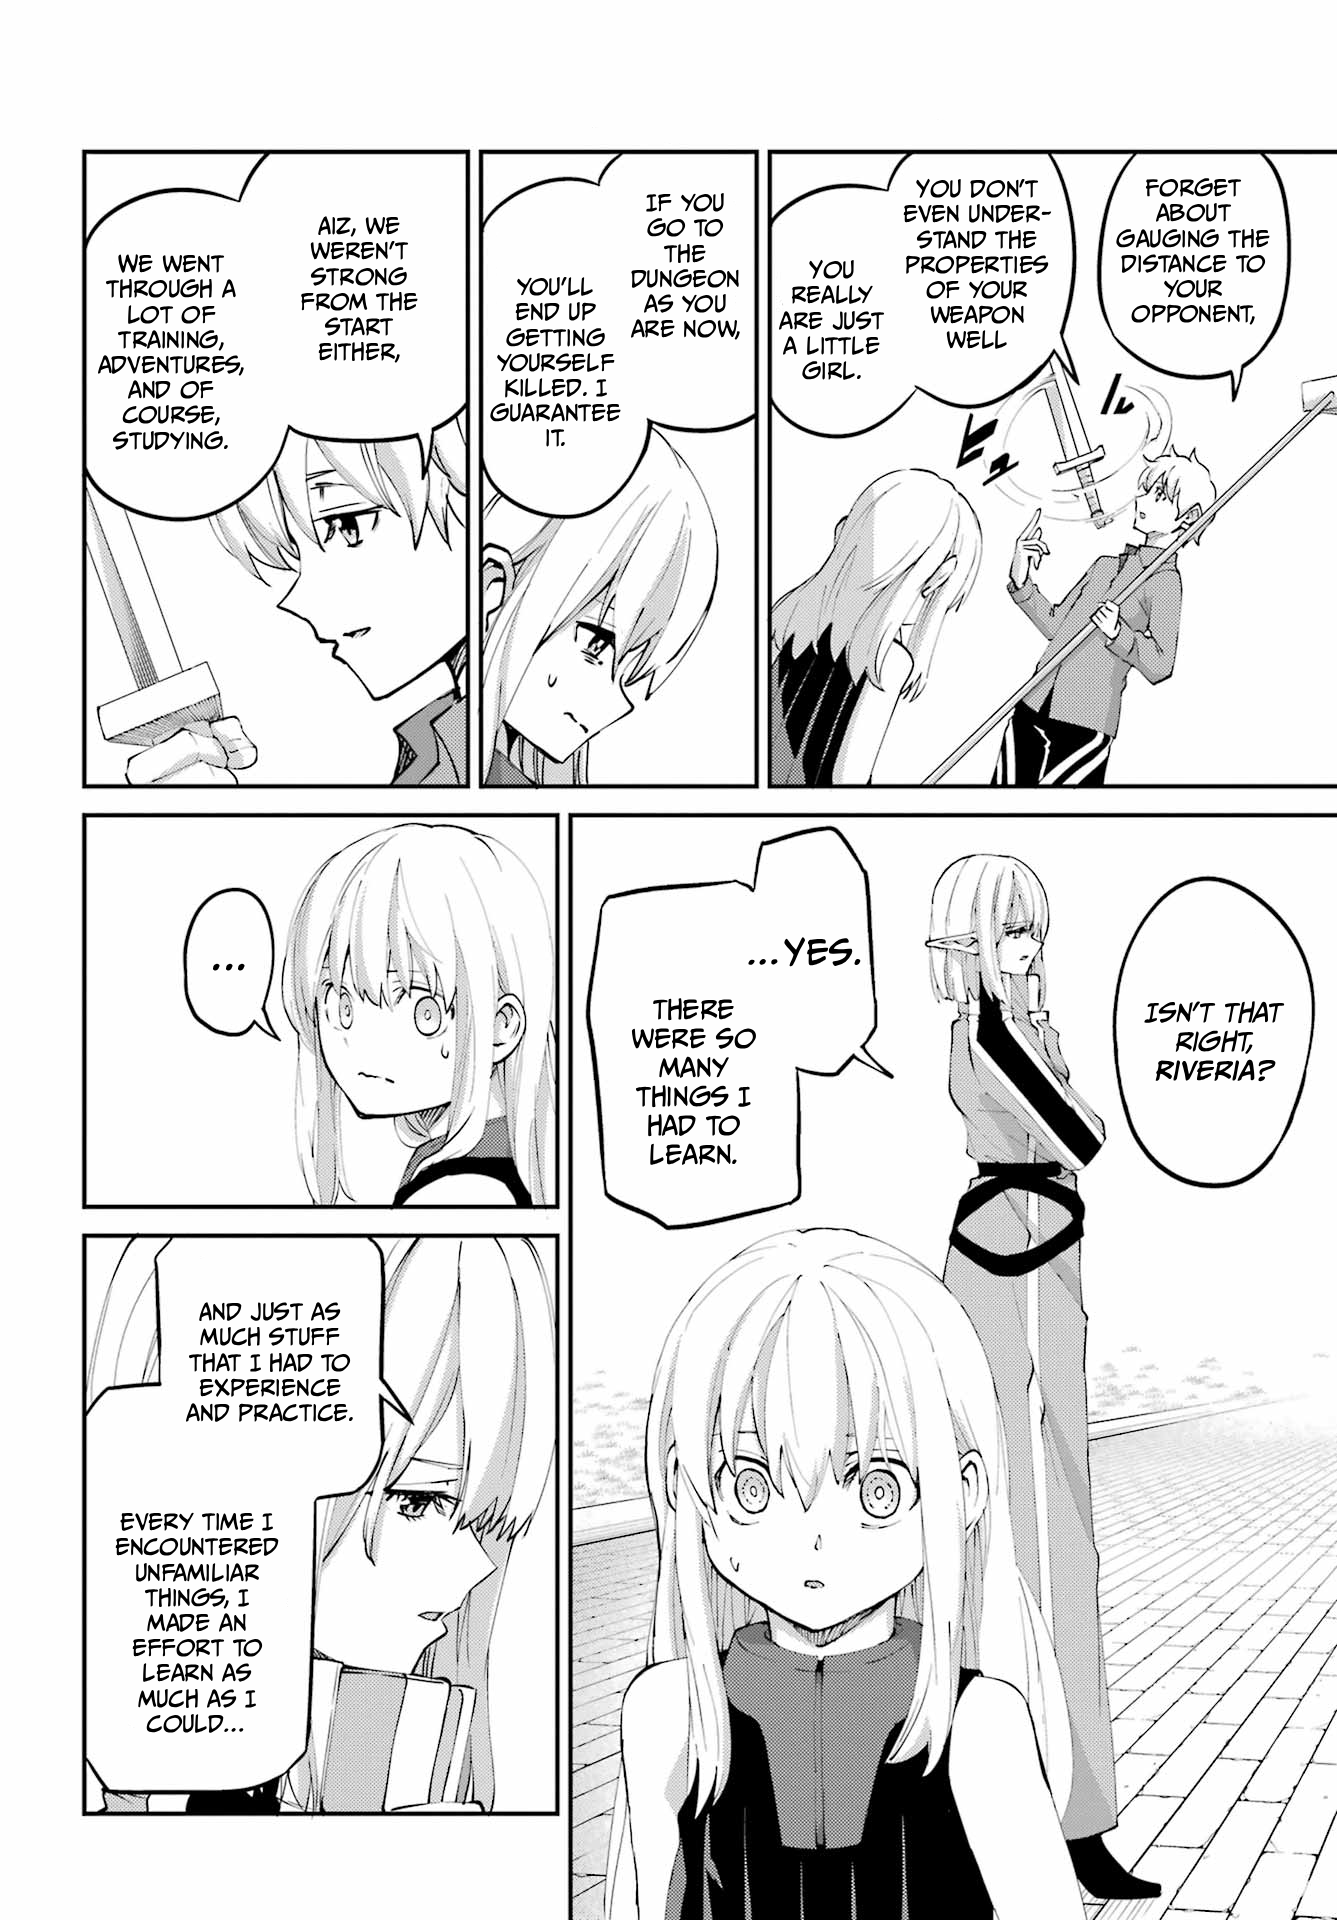 FORGET
ABOUT
GAUGING THE
DISTANCE TO
YOUR
OPPONENT,
YOU DON'T
EVEN UNDER-
STAND THE
PROPERTIES
OF YOUR
WEAPON
WELL
YOU
REALLY
ARE JUST
A LITTLE
GIRL.
IF YOU
GO TO
THE
DUNGEON
AS YOU
ARE NOW,
YOU'LL
END UP
GETTING
YOURSELF
KILLED. I
GUARANTEE
IT.
AIZ, WE
WEREN'T
STRONG
FROM THE
START
EITHER,
WE WENT
THROUGH A
LOT OF
TRAINING,
ADVENTURES,
AND OF
COURSE,
STUDYING.
ISN'T THAT
RIGHT,
RIVERIA?
...YES.
THERE
WERE SO
MANY
THINGS I
HAD TO
LEARN.
...
AND JUST AS
MUCH STUFF
THAT I HAD TO
EXPERIENCE
AND PRACTICE.
EVERY TIME I
ENCOUNTERED
UNFAMILIAR
THINGS, I
MADE AN
EFFORT TO
LEARN AS
MUCH AS I
COULD...